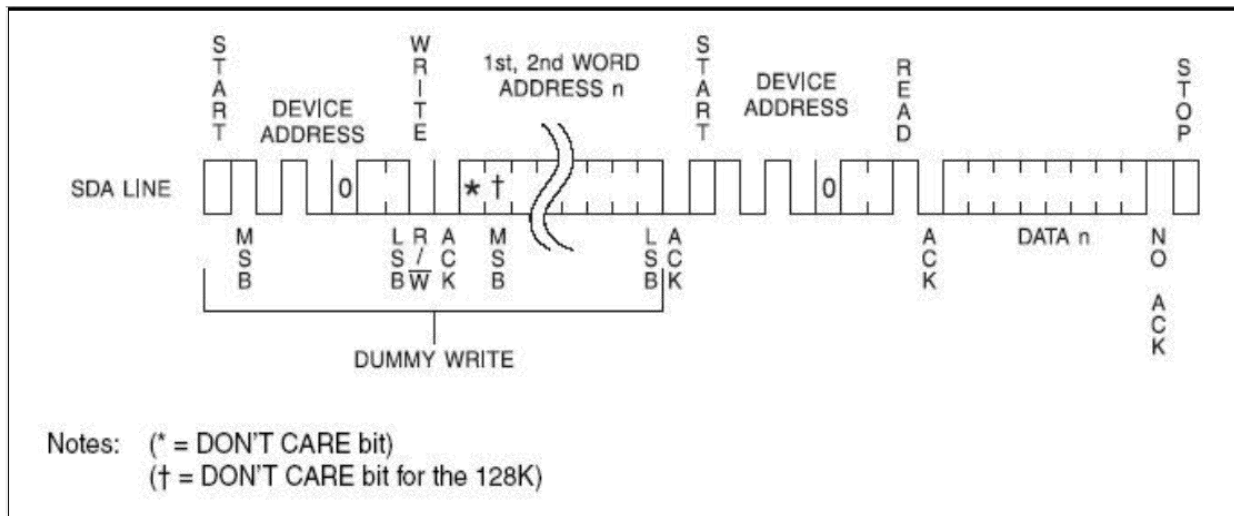 START
WRITE
1st, 2nd WORD
ADDRESS n
START
READ
STOP
DEVICE
ADDRESS
DEVICE
ADDRESS
SDA LINE
0
* †
0
MSB
LSB
R/W
ACK
MSB
LSB
ACK
ACK
DATA n
NO ACK
DUMMY WRITE
Notes: (* = DON'T CARE bit)
(† = DON'T CARE bit for the 128K)